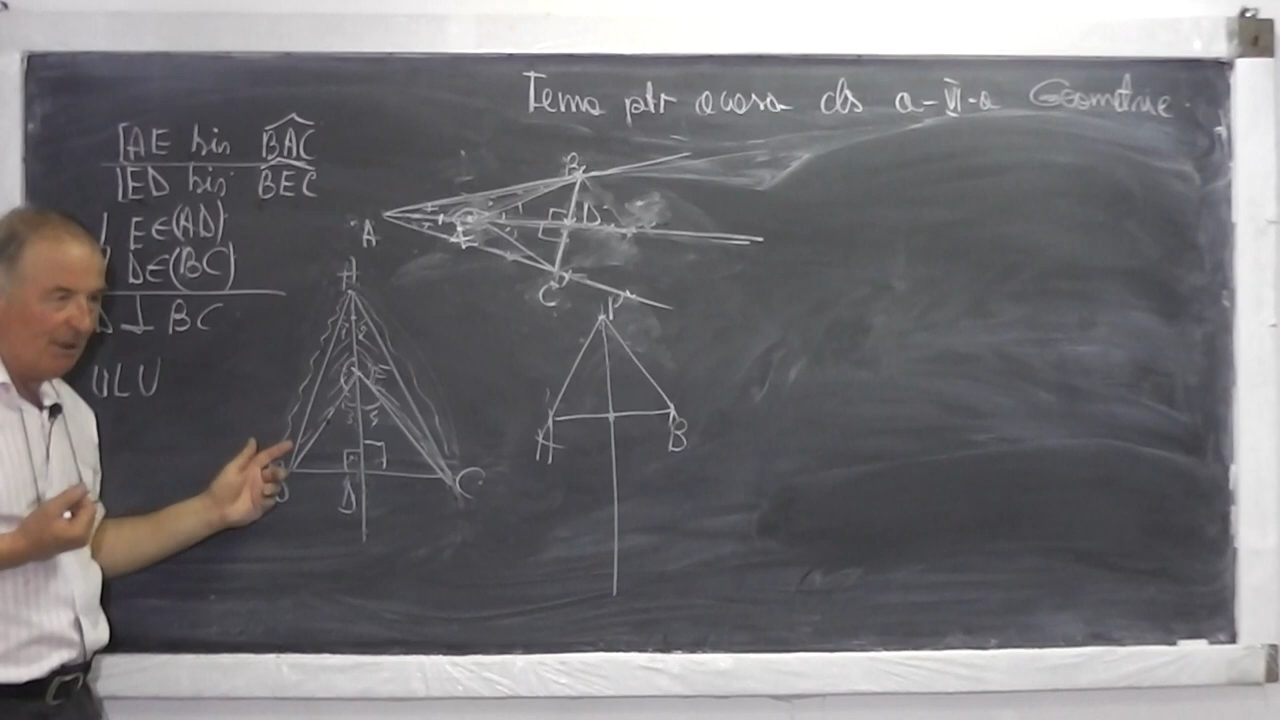 Tema ptr acasa cls a-VI-a Geometrie
[AE bis BAC
[ED bis BEC
E∈(AD)
D∈(BC)
⊥ BC
ULU
B
A
E
D
C
A
E
D
C
P
A
B